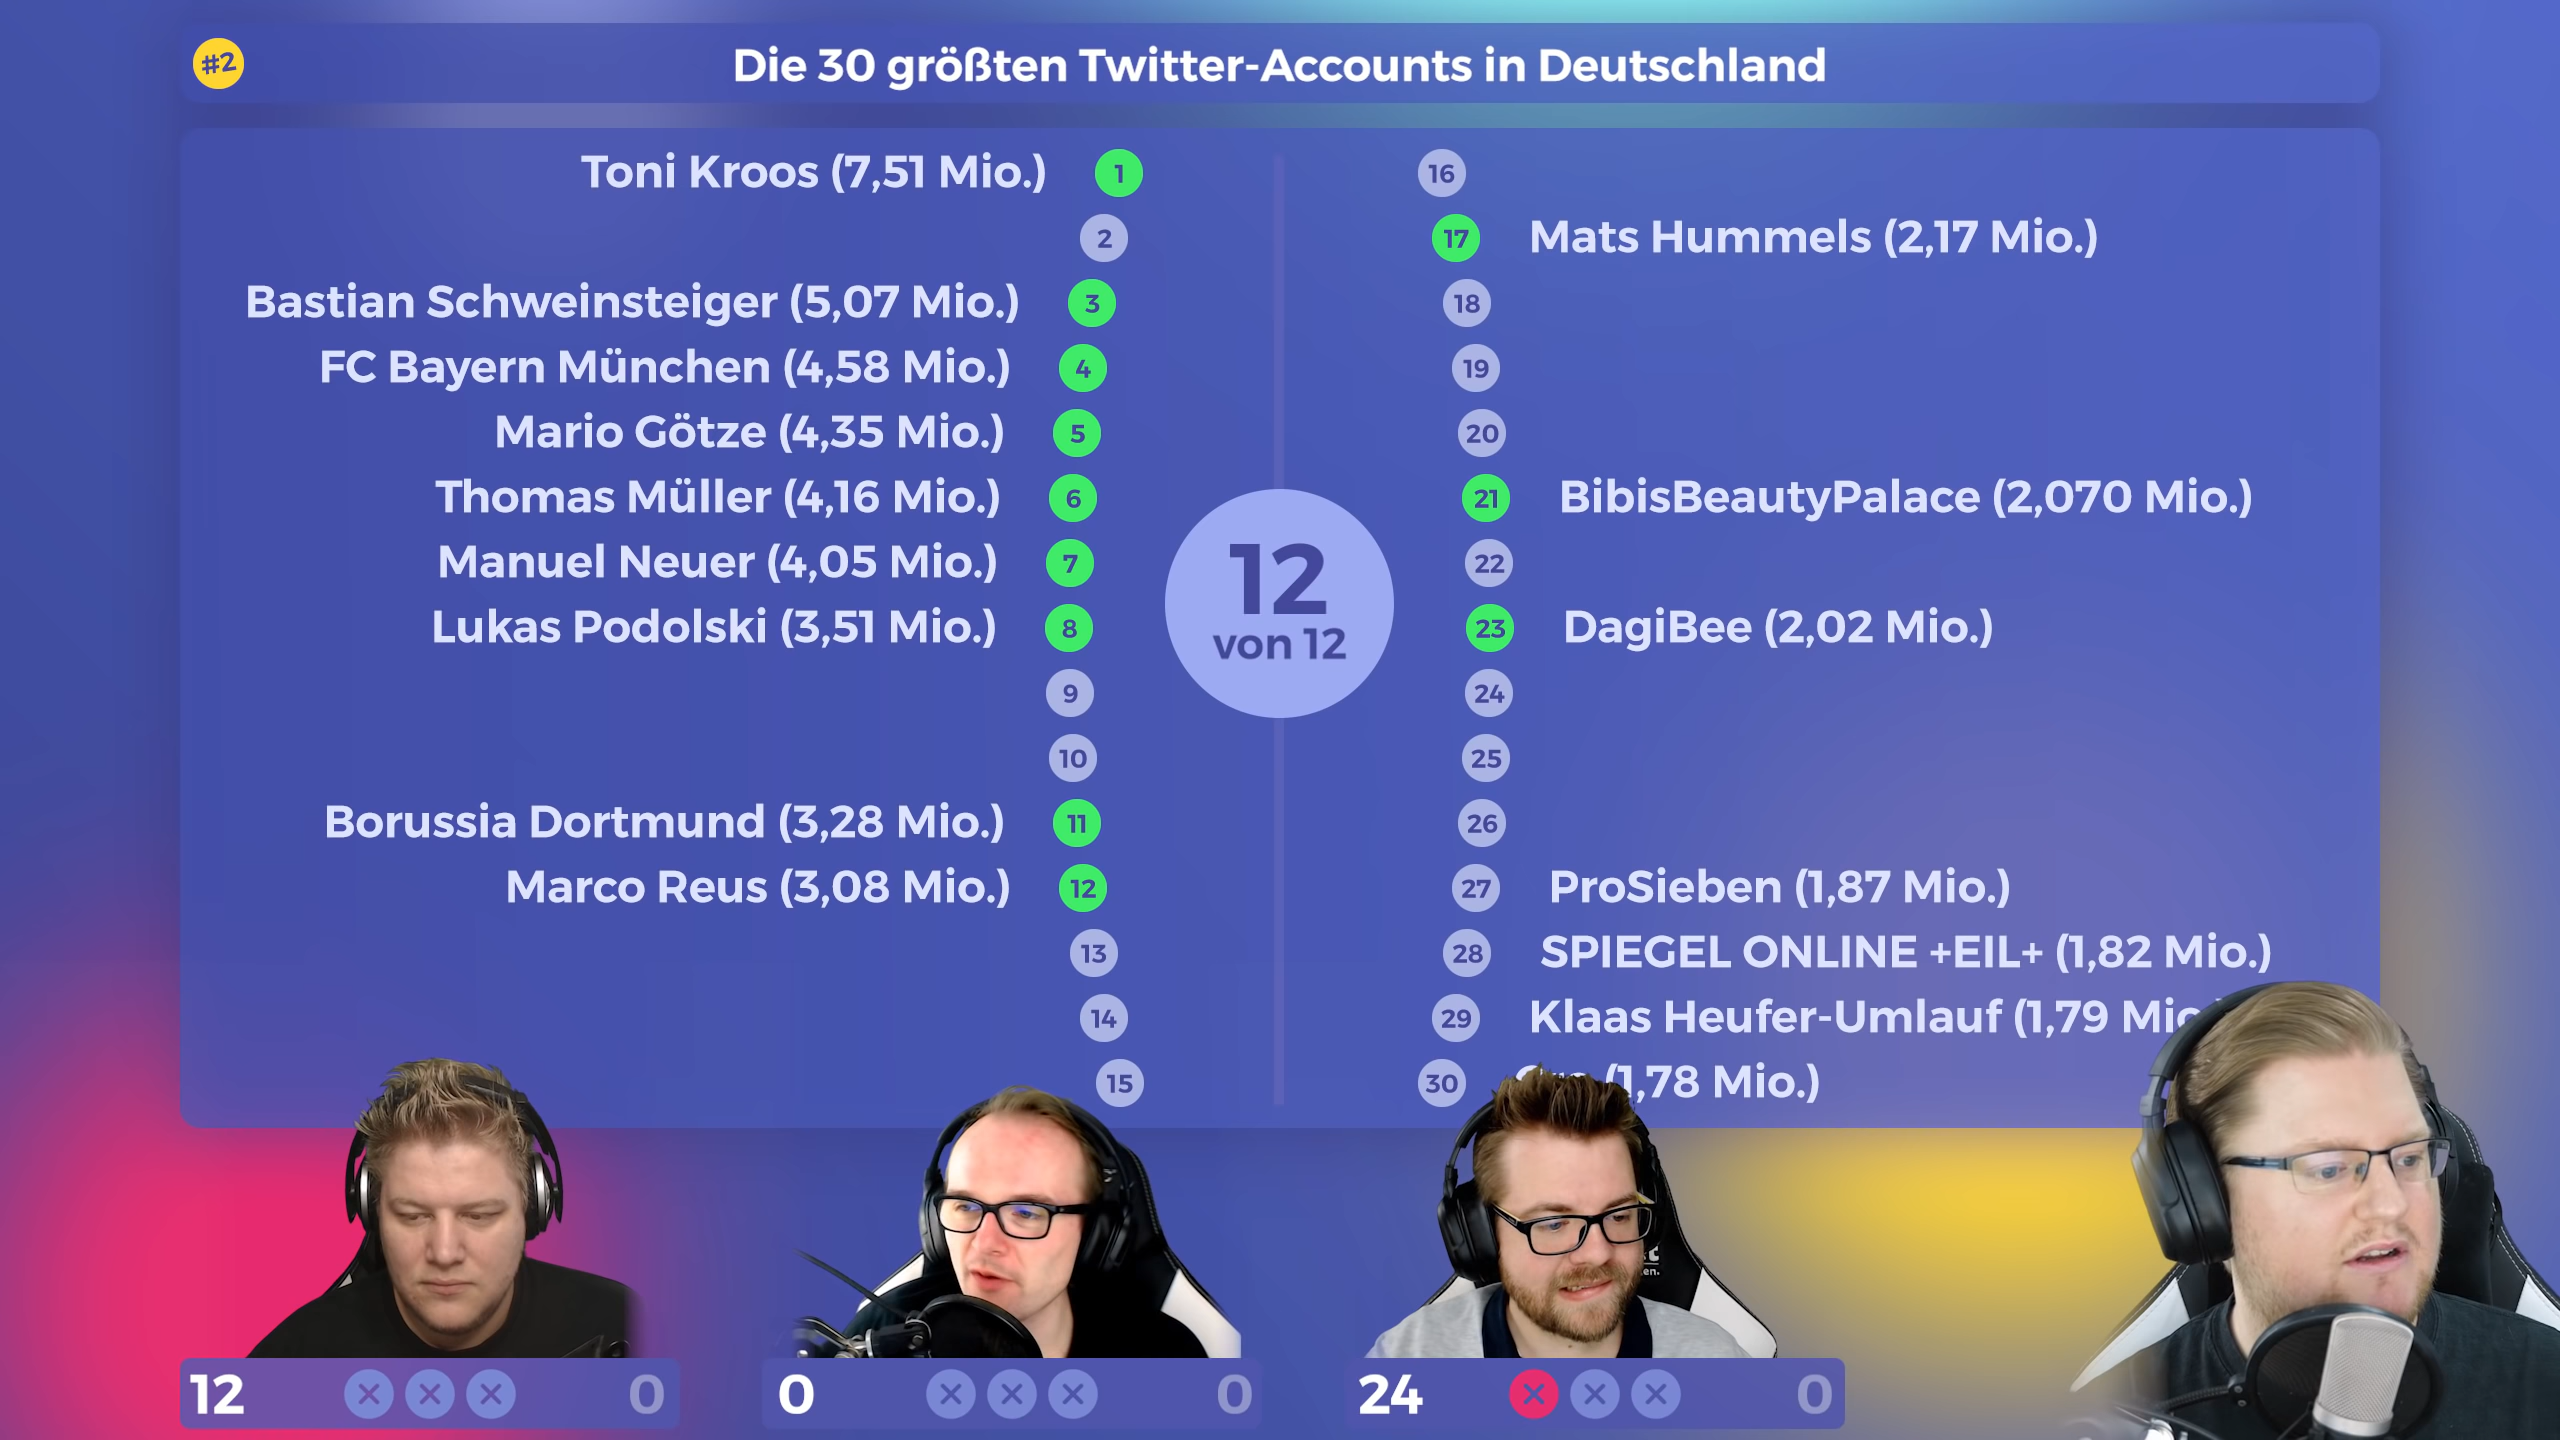 #2
Die 30 größten Twitter-Accounts in Deutschland
Toni Kroos (7,51 Mio.) 1
2
Bastian Schweinsteiger (5,07 Mio.) 3
FC Bayern München (4,58 Mio.) 4
Mario Götze (4,35 Mio.) 5
Thomas Müller (4,16 Mio.) 6
Manuel Neuer (4,05 Mio.) 7
Lukas Podolski (3,51 Mio.) 8
9
10
Borussia Dortmund (3,28 Mio.) 11
Marco Reus (3,08 Mio.) 12
13
14
15
12
von 12
16
17 Mats Hummels (2,17 Mio.)
18
19
20
21 BibisBeautyPalace (2,070 Mio.)
22
23 DagiBee (2,02 Mio.)
24
25
26
27 ProSieben (1,87 Mio.)
28 SPIEGEL ONLINE +EIL+ (1,82 Mio.)
29 Klaas Heufer-Umlauf (1,79
30 (1,78 Mio.)
12 0
0 0
24 0